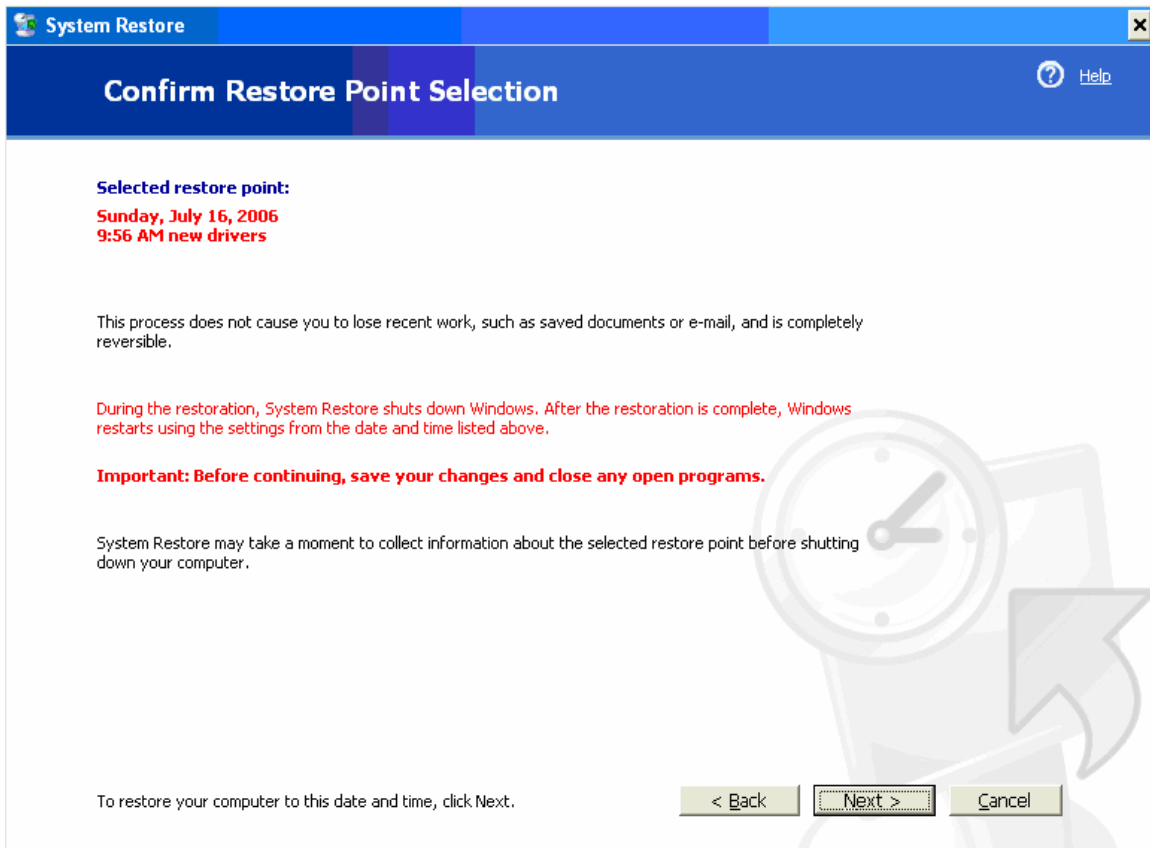 System Restore
Confirm Restore Point Selection
Help
Selected restore point:
Sunday, July 16, 2006
9:56 AM new drivers
This process does not cause you to lose recent work, such as saved documents or e-mail, and is completely
reversible.
During the restoration, System Restore shuts down Windows. After the restoration is complete, Windows
restarts using the settings from the date and time listed above.
Important: Before continuing, save your changes and close any open programs.
System Restore may take a moment to collect information about the selected restore point before shutting
down your computer.
To restore your computer to this date and time, click Next.
< Back
Next >
Cancel